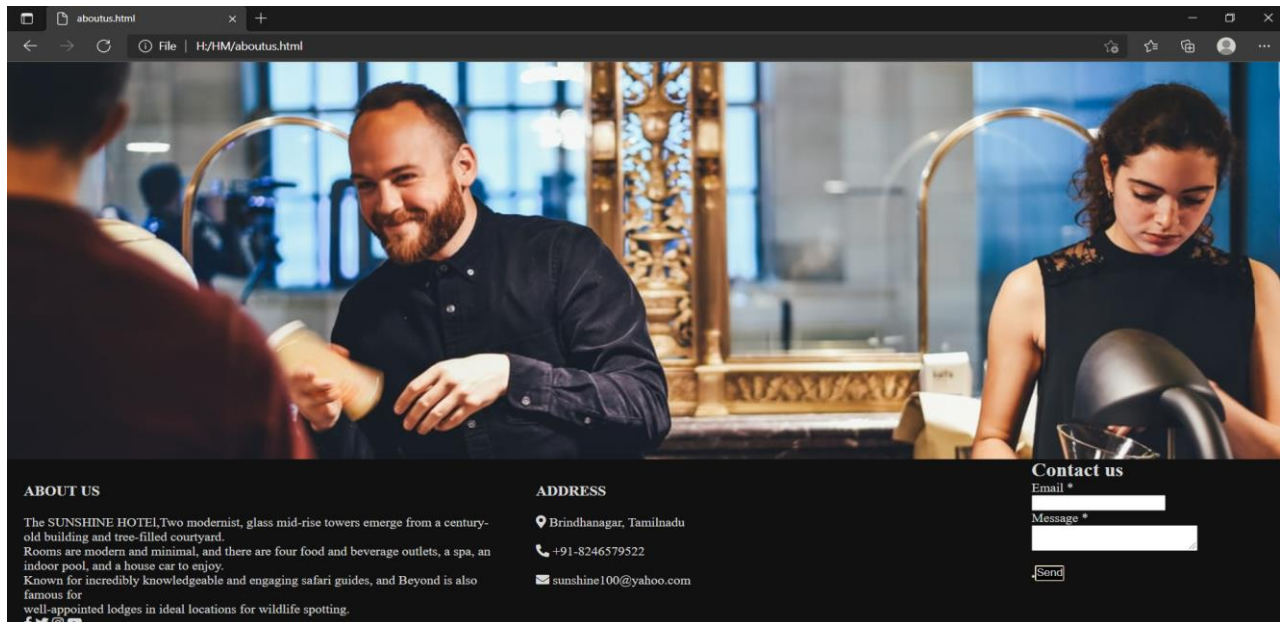 aboutus.html
File | H:/HM/aboutus.html
ABOUT US
The SUNSHINE HOTEl,Two modernist, glass mid-rise towers emerge from a century-
old building and tree-filled courtyard.
Rooms are modern and minimal, and there are four food and beverage outlets, a spa, an
indoor pool, and a house car to enjoy.
Known for incredibly knowledgeable and engaging safari guides, and Beyond is also
famous for
well-appointed lodges in ideal locations for wildlife spotting.
ADDRESS
Brindhanagar, Tamilnadu
+91-8246579522
sunshine100@yahoo.com
Contact us
Email *
Message *
Send